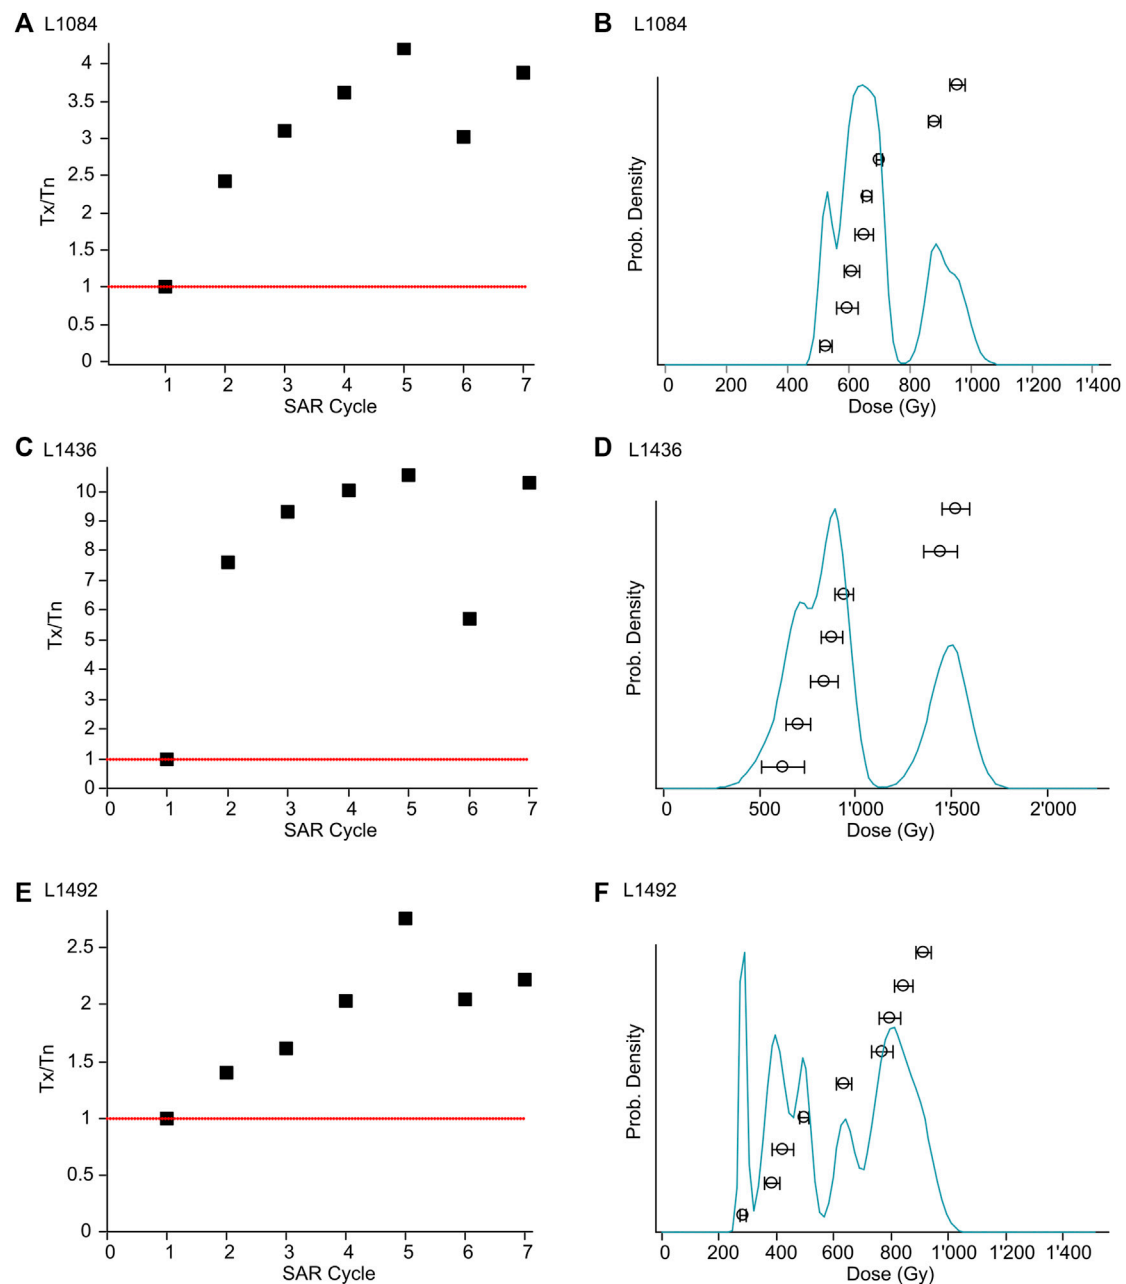 A L1084
Tx/Tn
4
3.5
3
2.5
2
1.5
1
0.5
0
1 2 3 4 5 6 7
SAR Cycle
B L1084
Prob. Density
0 200 400 600 800 1'000 1'200 1'400
Dose (Gy)
C L1436
Tx/Tn
10
9
8
7
6
5
4
3
2
1
0
0 1 2 3 4 5 6 7
SAR Cycle
D L1436
Prob. Density
0 500 1'000 1'500 2'000
Dose (Gy)
E L1492
Tx/Tn
2.5
2
1.5
1
0.5
0
0 1 2 3 4 5 6 7
SAR Cycle
F L1492
Prob. Density
0 200 400 600 800 1'000 1'200 1'400
Dose (Gy)